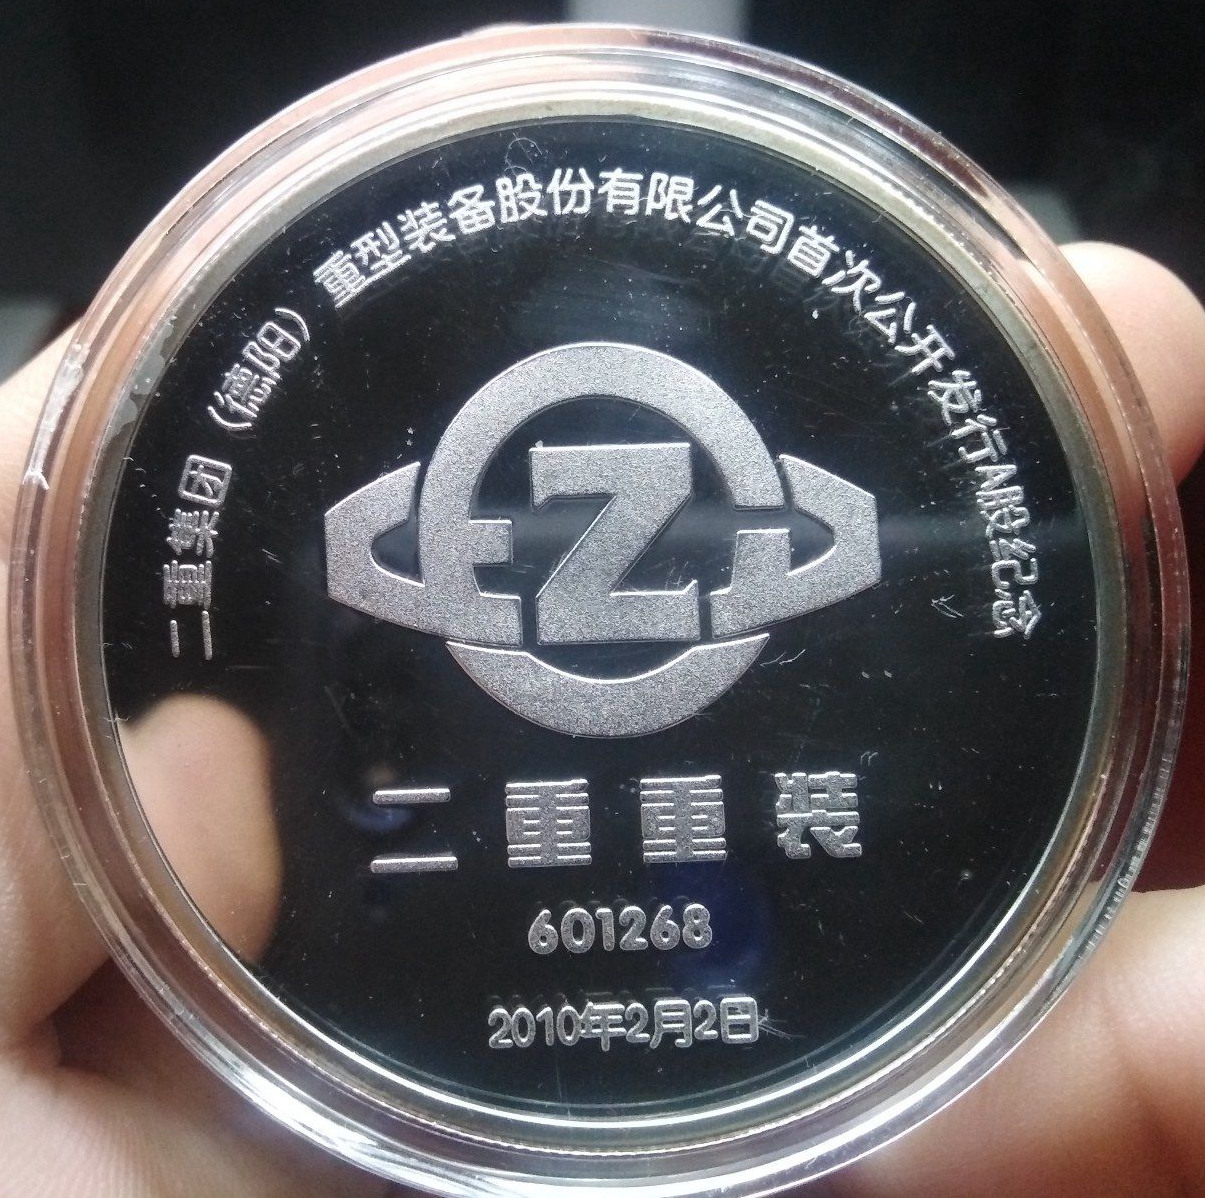 二重集团（德阳）重型装备股份有限公司首次公开发行A股纪念
EZ
二重重装
601268
2010年2月2日